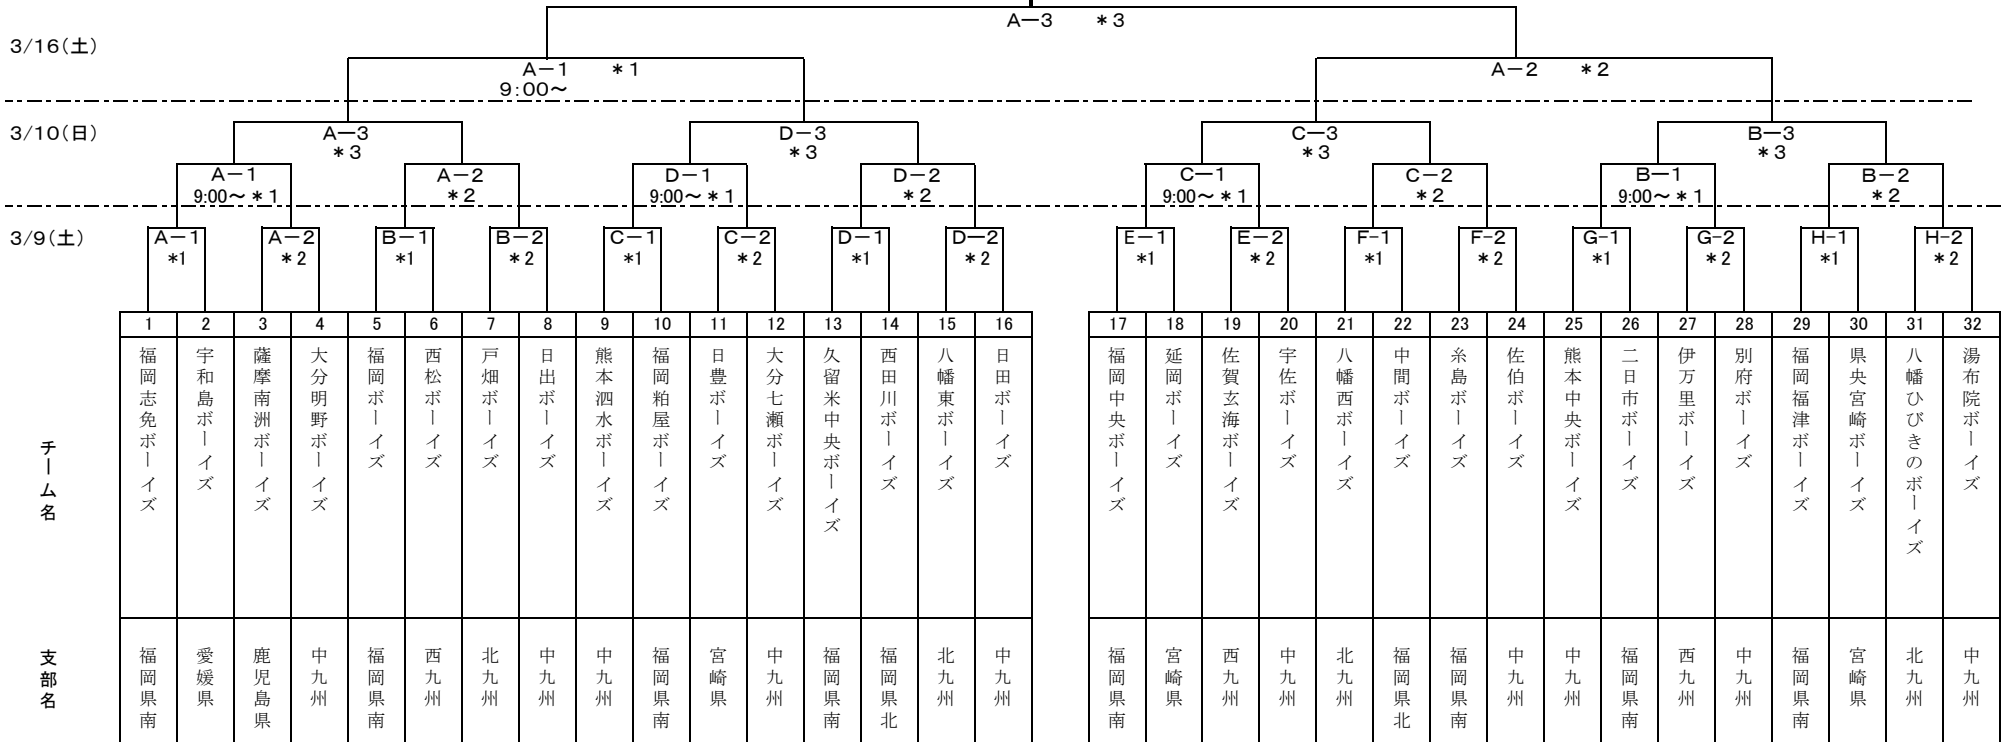 A－3 ＊3
3/16(土)
A－1 ＊1 A－2 ＊2
9:00～
3/10(日)
A－3 D－3 C－3 B－3
＊3 ＊3 ＊3 ＊3
A－1 A－2 D－1 D－2 C－1 C－2 B－1 B－2
9:00～＊1 ＊2 9:00～＊1 ＊2 9:00～＊1 ＊2 9:00～＊1 ＊2
3/9(土)
A－1 A－2 B－1 B－2 C－1 C－2 D－1 D－2 E－1 E－2 F-1 F-2 G-1 G-2 H-1 H-2
*1 ＊2 *1 ＊2 *1 ＊2 *1 ＊2 *1 ＊2 *1 ＊2 *1 ＊2 *1 ＊2
1 2 3 4 5 6 7 8 9 10 11 12 13 14 15 16 17 18 19 20 21 22 23 24 25 26 27 28 29 30 31 32
チーム名
福岡志免ボーイズ
宇和島ボーイズ
薩摩南洲ボーイズ
大分明野ボーイズ
福岡ボーイズ
西松ボーイズ
戸畑ボーイズ
日出ボーイズ
熊本泗水ボーイズ
福岡粕屋ボーイズ
日豊ボーイズ
大分七瀬ボーイズ
久留米中央ボーイズ
西田川ボーイズ
八幡東ボーイズ
日田ボーイズ
福岡中央ボーイズ
延岡ボーイズ
佐賀玄海ボーイズ
宇佐ボーイズ
八幡西ボーイズ
中間ボーイズ
糸島ボーイズ
佐伯ボーイズ
熊本中央ボーイズ
二日市ボーイズ
伊万里ボーイズ
別府ボーイズ
福岡福津ボーイズ
県央宮崎ボーイズ
八幡ひびきのボーイズ
湯布院ボーイズ
支部名
福岡県南
愛媛県
鹿児島県
中九州
福岡県南
西九州
北九州
中九州
中九州
福岡県南
宮崎県
中九州
福岡県南
福岡県北
北九州
中九州
福岡県南
宮崎県
西九州
中九州
北九州
福岡県北
福岡県南
中九州
中九州
福岡県南
西九州
中九州
福岡県南
宮崎県
北九州
中九州